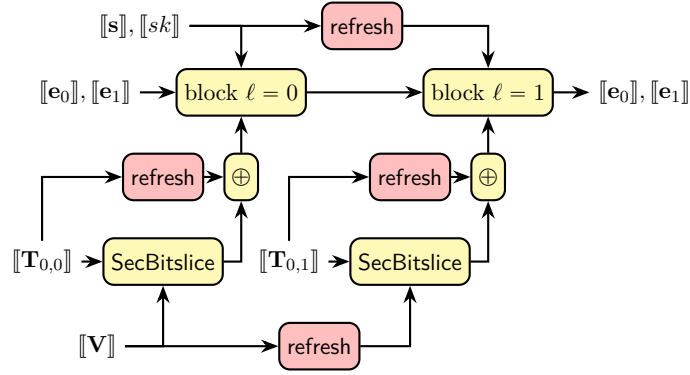 ⟦𝐬⟧, ⟦sk⟧ refresh
⟦𝐞₀⟧, ⟦𝐞₁⟧ block ℓ = 0 block ℓ = 1 ⟦𝐞₀⟧, ⟦𝐞₁⟧
refresh ⊕ refresh ⊕
⟦𝐓₀,₀⟧ SecBitslice ⟦𝐓₀,₁⟧ SecBitslice
⟦𝐕⟧ refresh